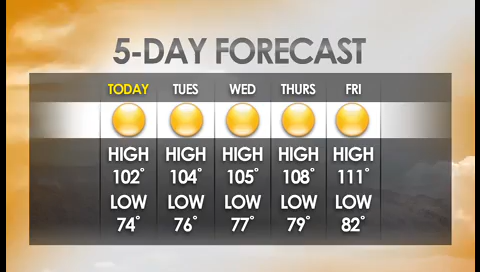 5-DAY FORECAST
TODAY TUES WED THURS FRI
HIGH HIGH HIGH HIGH HIGH
102° 104° 105° 108° 111°
LOW LOW LOW LOW LOW
74° 76° 77° 79° 82°